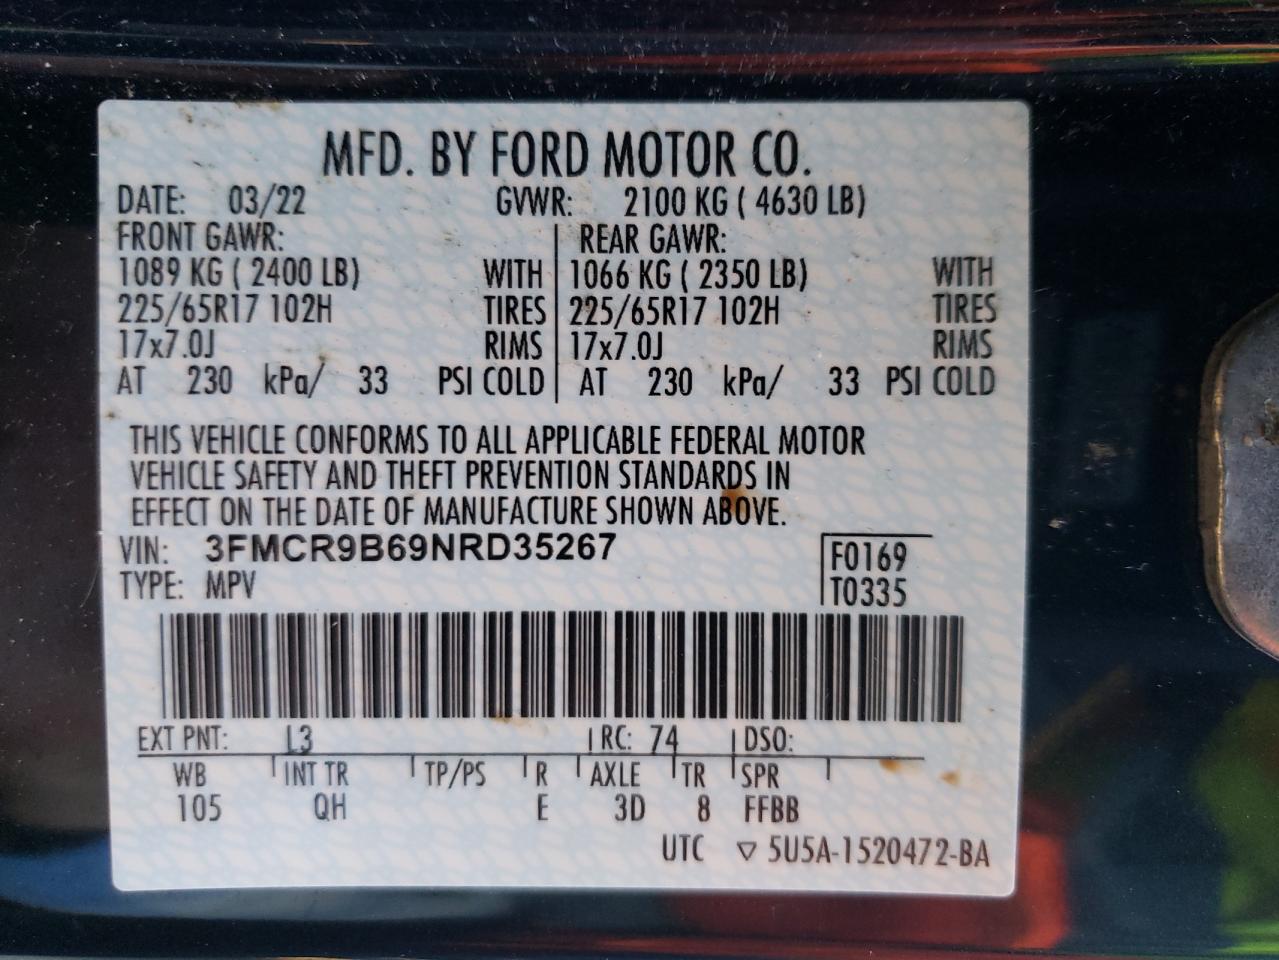 MFD. BY FORD MOTOR CO.
DATE: 03/22 GVWR: 2100 KG ( 4630 LB)
FRONT GAWR: REAR GAWR:
1089 KG ( 2400 LB) WITH 1066 KG ( 2350 LB) WITH
225/65R17 102H TIRES 225/65R17 102H TIRES
17x7.0J RIMS 17x7.0J RIMS
AT 230 kPa/ 33 PSI COLD AT 230 kPa/ 33 PSI COLD
THIS VEHICLE CONFORMS TO ALL APPLICABLE FEDERAL MOTOR
VEHICLE SAFETY AND THEFT PREVENTION STANDARDS IN
EFFECT ON THE DATE OF MANUFACTURE SHOWN ABOVE.
VIN: 3FMCR9B69NRD35267 F0169
TYPE: MPV T0335
EXT PNT: L3 RC: 74 DSO:
WB INT TR TP/PS R AXLE TR SPR
105 QH E 3D 8 FFBB
UTC ▽ 5U5A-1520472-BA